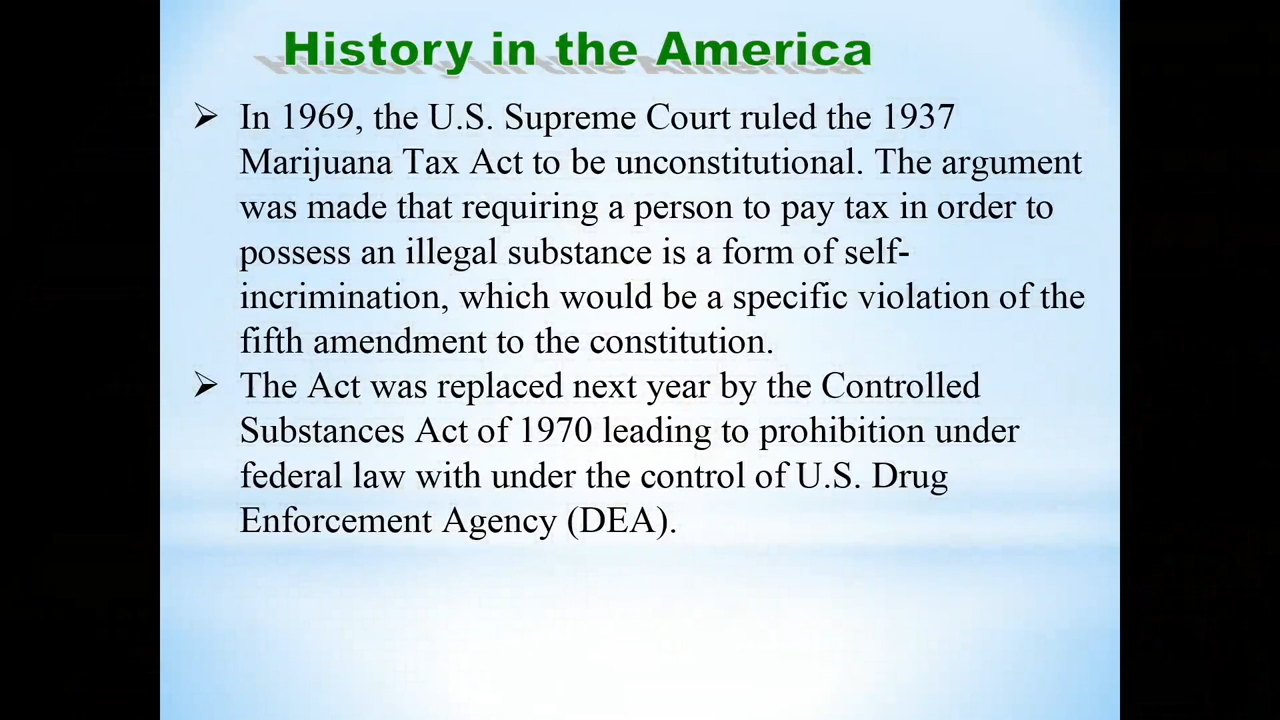 History in the America
➢ In 1969, the U.S. Supreme Court ruled the 1937
Marijuana Tax Act to be unconstitutional. The argument
was made that requiring a person to pay tax in order to
possess an illegal substance is a form of self-
incrimination, which would be a specific violation of the
fifth amendment to the constitution.
➢ The Act was replaced next year by the Controlled
Substances Act of 1970 leading to prohibition under
federal law with under the control of U.S. Drug
Enforcement Agency (DEA).